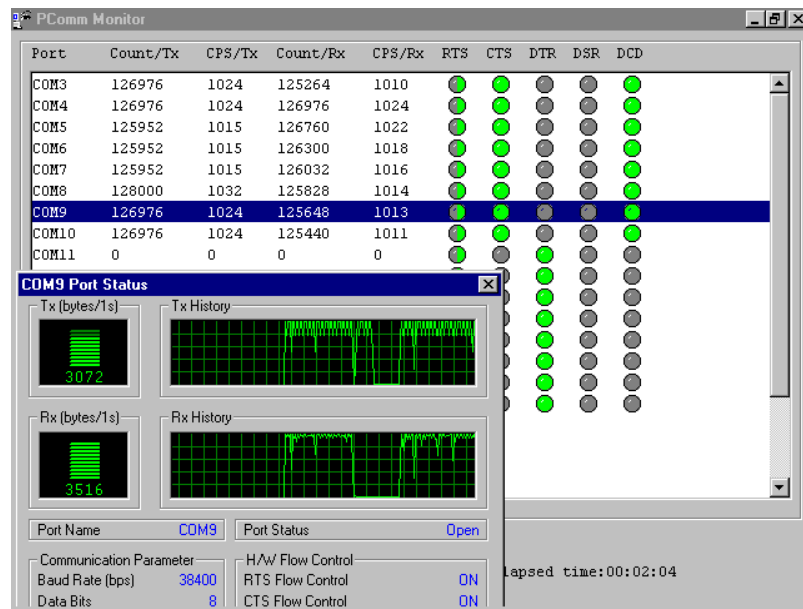 PComm Monitor
Port Count/Tx CPS/Tx Count/Rx CPS/Rx RTS CTS DTR DSR DCD
COM3 126976 1024 125264 1010
COM4 126976 1024 126976 1024
COM5 125952 1015 126760 1022
COM6 125952 1015 126300 1018
COM7 125952 1015 126032 1016
COM8 128000 1032 125828 1014
COM9 126976 1024 125648 1013
COM10 126976 1024 125440 1011
COM11 0 0 0 0
COM9 Port Status
Tx (bytes/1s) Tx History
3072
Rx (bytes/1s) Rx History
3516
Port Name COM9 Port Status Open
Communication Parameter H/W Flow Control
Baud Rate (bps) 38400 RTS Flow Control ON
Data Bits 8 CTS Flow Control ON
lapsed time:00:02:04